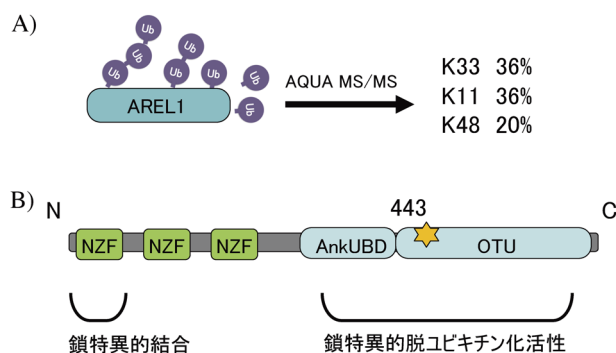 A)
Ub
Ub
Ub
Ub
Ub
Ub
Ub
Ub
Ub
AREL1
AQUA MS/MS
K33 36%
K11 36%
K48 20%
B)
N
443
C
NZF
NZF
NZF
AnkUBD
OTU
鎖特異的結合
鎖特異的脱ユビキチン化活性